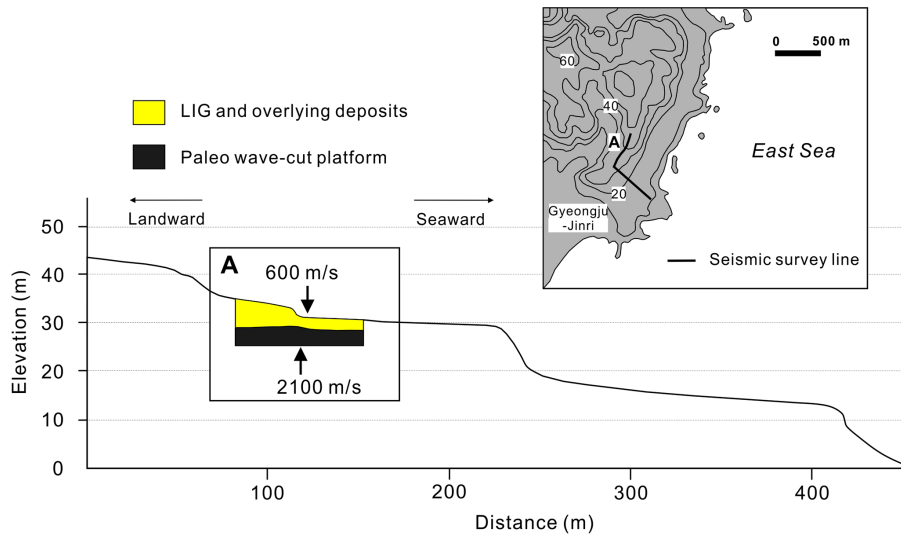 0 500 m
60
40
A
East Sea
20
Gyeongju
-Jinri
Seismic survey line
LIG and overlying deposits
Paleo wave-cut platform
Landward
Seaward
50
40
30
20
10
0
Elevation (m)
A
600 m/s
2100 m/s
100
200
300
400
Distance (m)